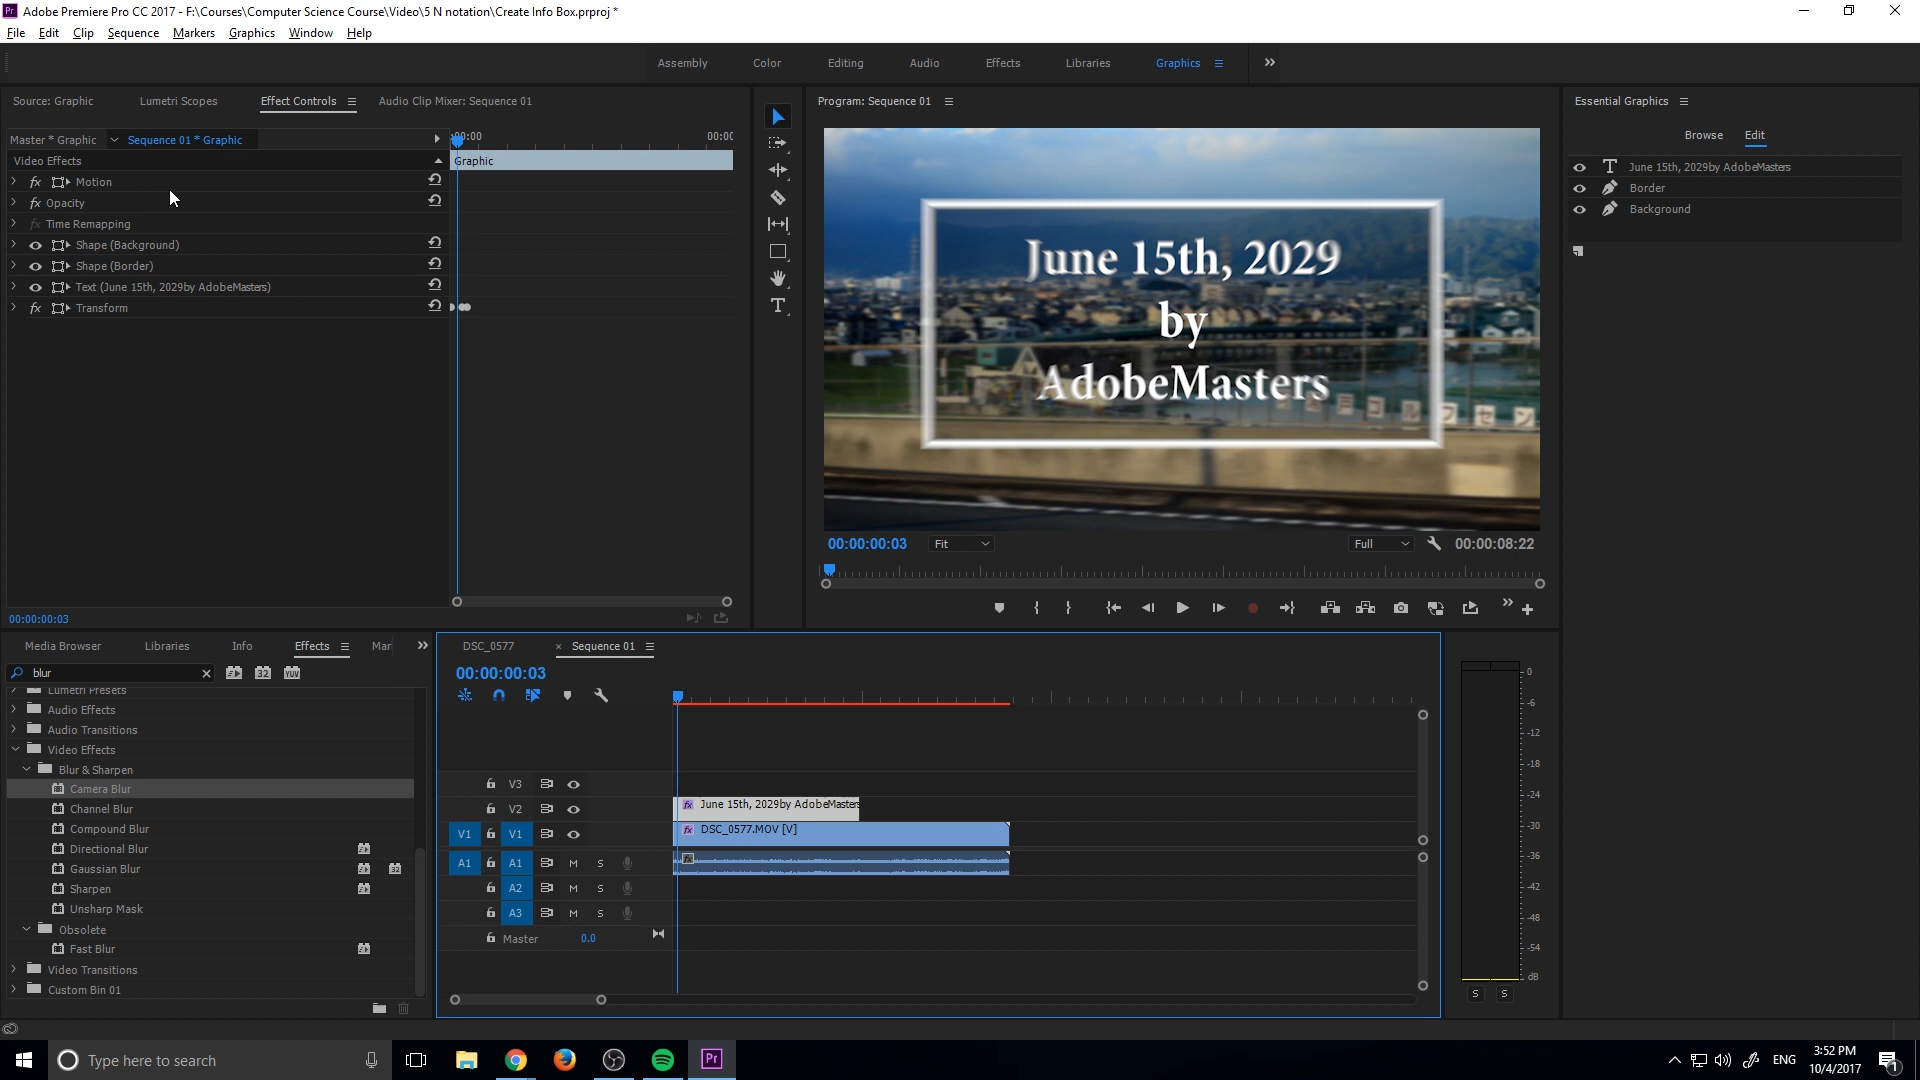 Adobe Premiere Pro CC 2017 - F:\Courses\Computer Science Course\Video\5 N notation\Create Info Box.prproj *
File Edit Clip Sequence Markers Graphics Window Help
Assembly Color Editing Audio Effects Libraries Graphics
Source: Graphic Lumetri Scopes Effect Controls Audio Clip Mixer: Sequence 01
Master * Graphic Sequence 01 * Graphic
:00:00 00:00
Video Effects
Graphic
fx Motion
fx Opacity
fx Time Remapping
Shape (Background)
Shape (Border)
Text (June 15th, 2029by AdobeMasters)
fx Transform
00:00:00:03
Program: Sequence 01
June 15th, 2029
by
AdobeMasters
00:00:00:03 Fit Full 00:00:08:22
Essential Graphics
Browse Edit
June 15th, 2029by AdobeMasters
Border
Background
Media Browser Libraries Info Effects Mar
blur 32 YUV
Lumetri Presets
Audio Effects
Audio Transitions
Video Effects
Blur & Sharpen
Camera Blur
Channel Blur
Compound Blur
Directional Blur
Gaussian Blur 32
Sharpen
Unsharp Mask
Obsolete
Fast Blur
Video Transitions
Custom Bin 01
DSC_0577 × Sequence 01
00:00:00:03
V3
V2 fx June 15th, 2029by AdobeMasters
V1 V1 fx DSC_0577.MOV [V]
A1 A1 M S fx
A2 M S
A3 M S
Master 0.0
0
-6
-12
-18
-24
-30
-36
-42
-48
-54
dB
S S
Type here to search
Pr
ENG
3:52 PM
10/4/2017
1